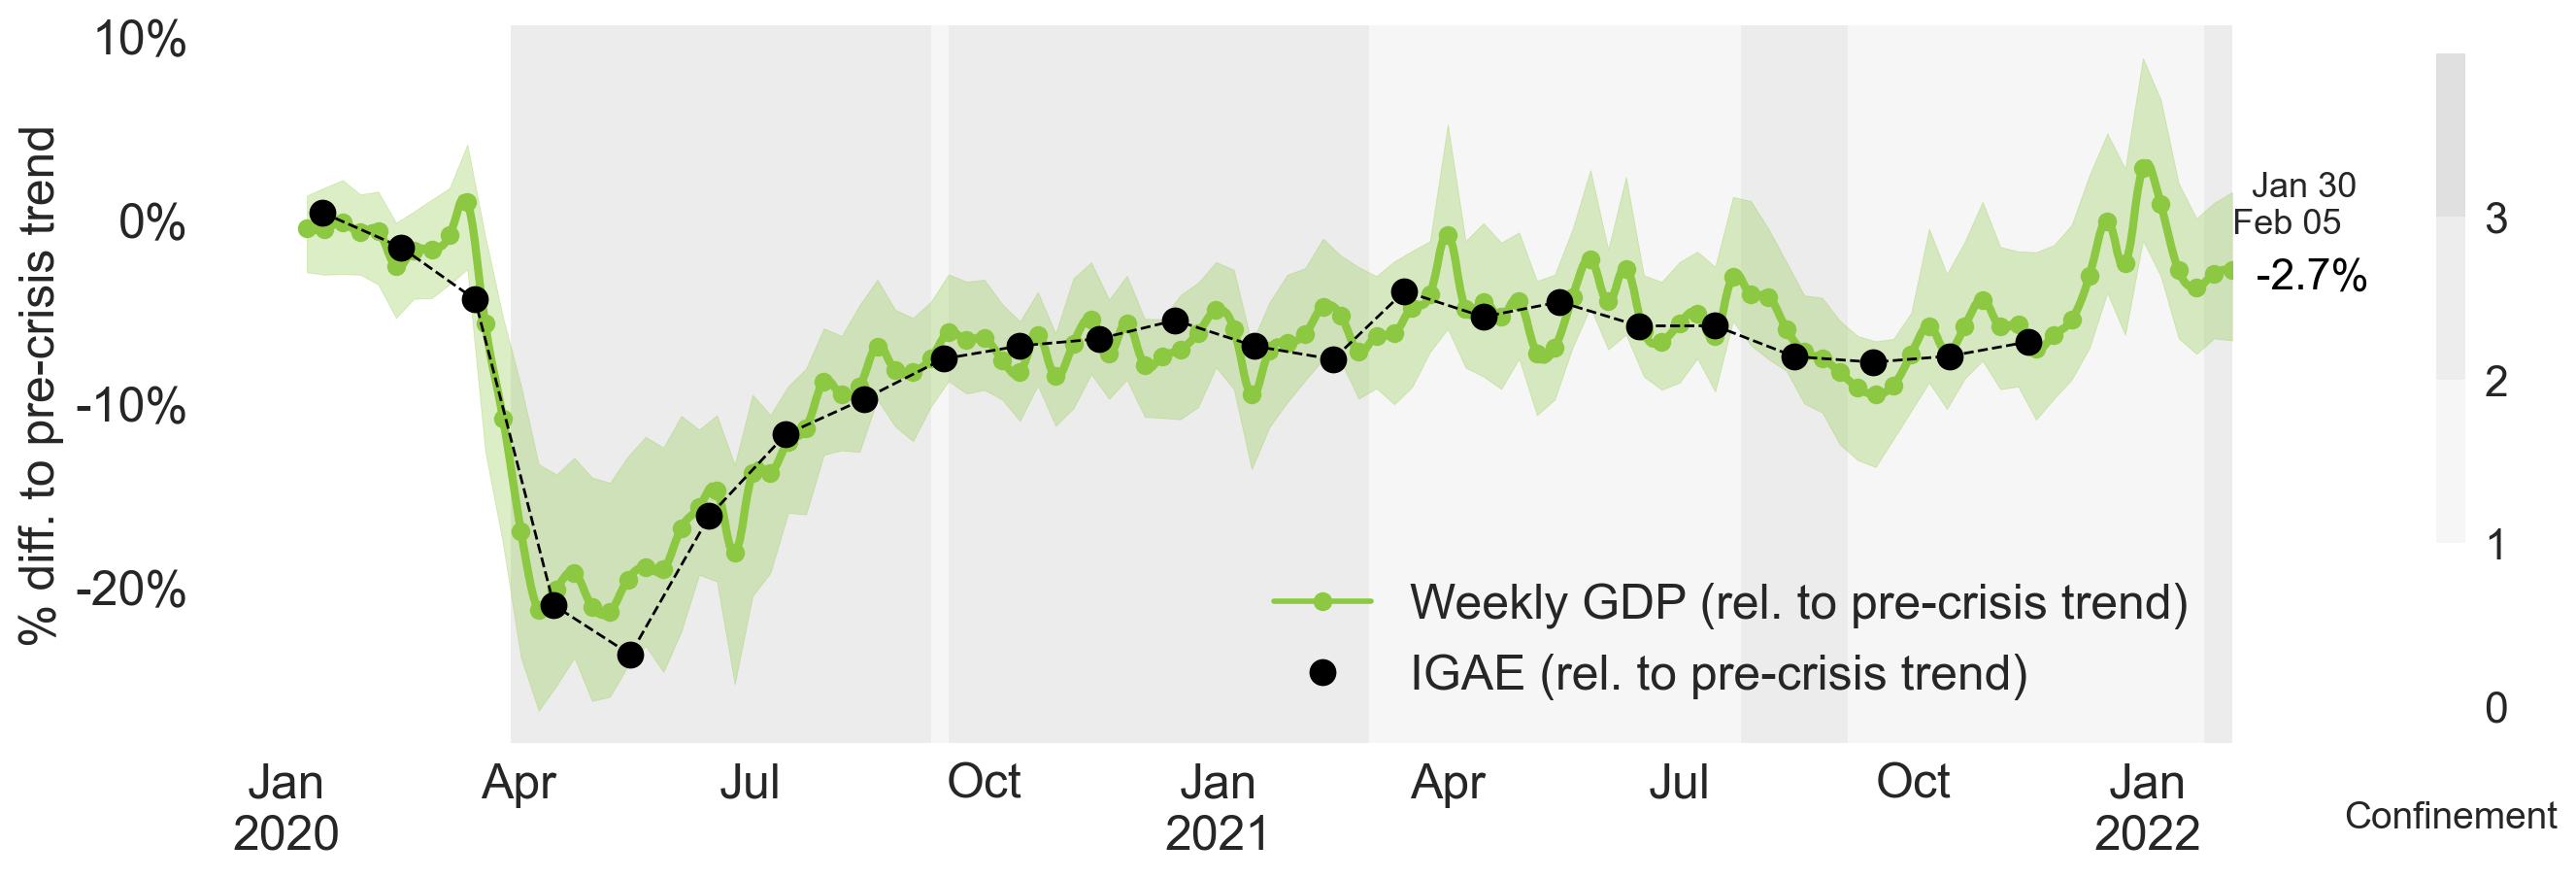 % diff. to pre-crisis trend
10%
0%
-10%
-20%
Jan 30
Feb 05
-2.7%
Weekly GDP (rel. to pre-crisis trend)
IGAE (rel. to pre-crisis trend)
Jan Apr Jul Oct Jan Apr Jul Oct Jan
2020 2021 2022
3
2
1
0
Confinement